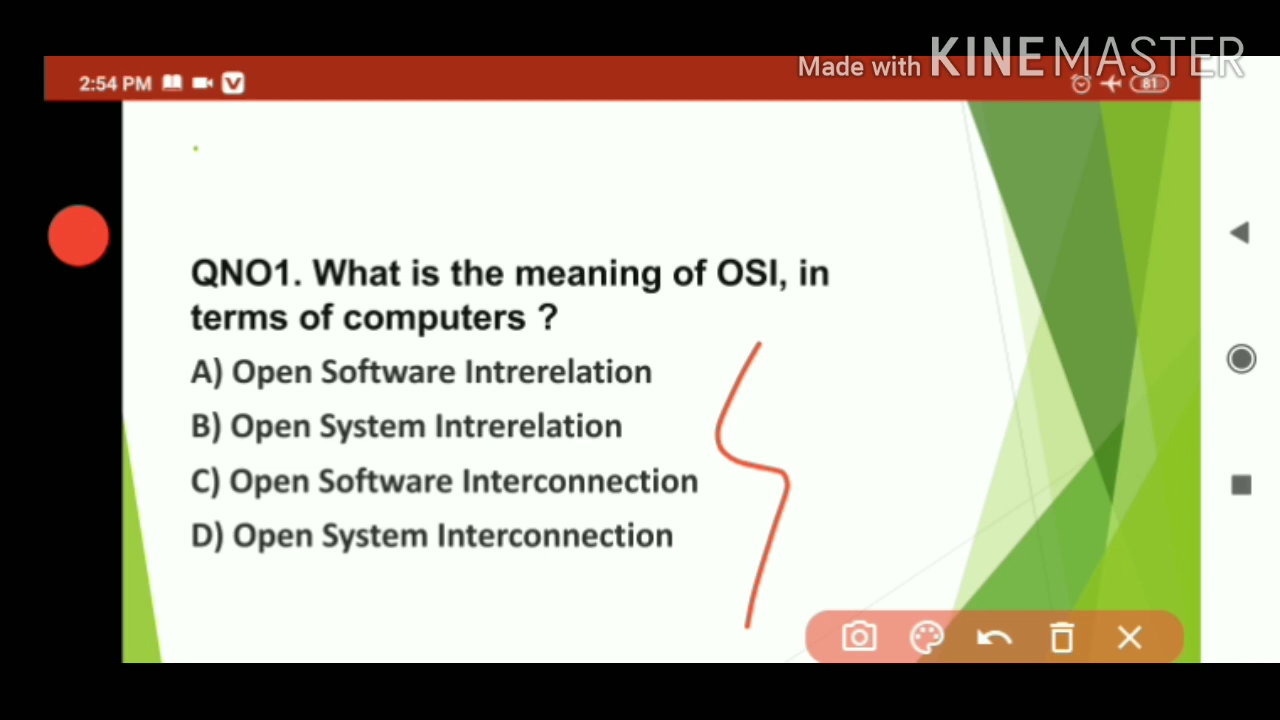 Made with KINEMASTER
2:54 PM
81
QNO1. What is the meaning of OSI, in
terms of computers ?
A) Open Software Intrerelation
B) Open System Intrerelation
C) Open Software Interconnection
D) Open System Interconnection